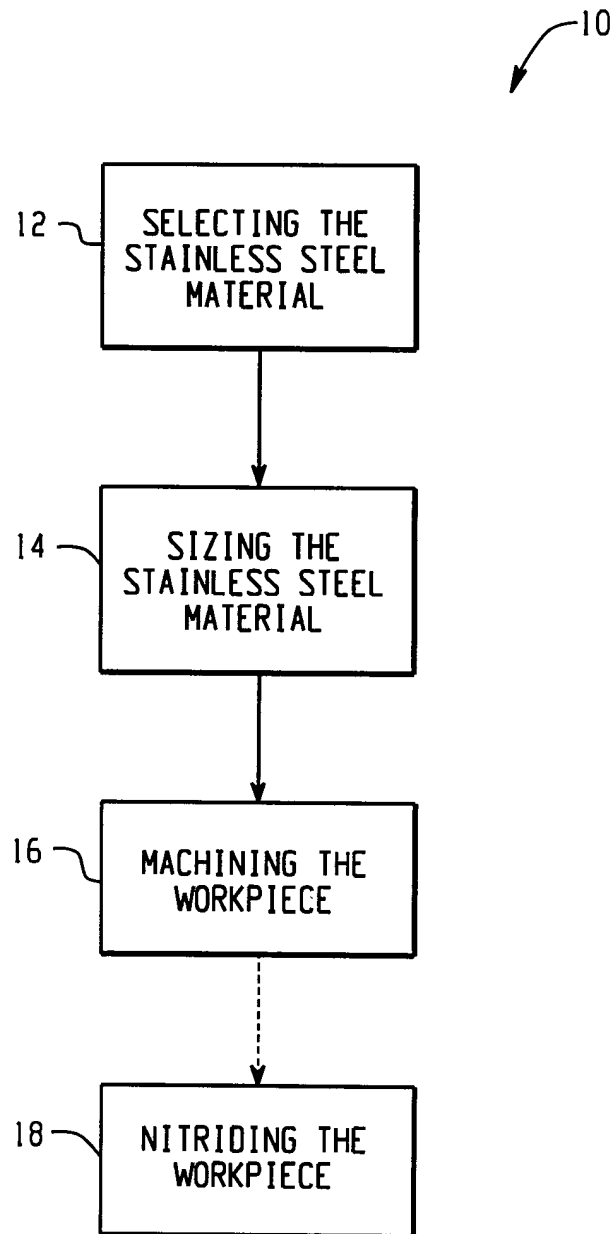 10
12
SELECTING THE
STAINLESS STEEL
MATERIAL
14
SIZING THE
STAINLESS STEEL
MATERIAL
16
MACHINING THE
WORKPIECE
18
NITRIDING THE
WORKPIECE